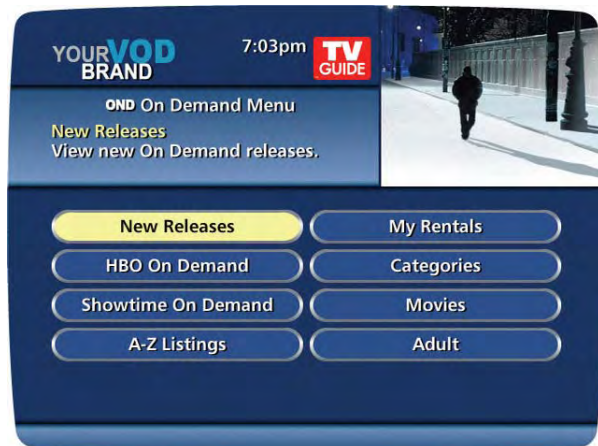 YOURVOD
BRAND
7:03pm
TV
GUIDE
OND On Demand Menu
New Releases
View new On Demand releases.
New Releases
My Rentals
HBO On Demand
Categories
Showtime On Demand
Movies
A-Z Listings
Adult